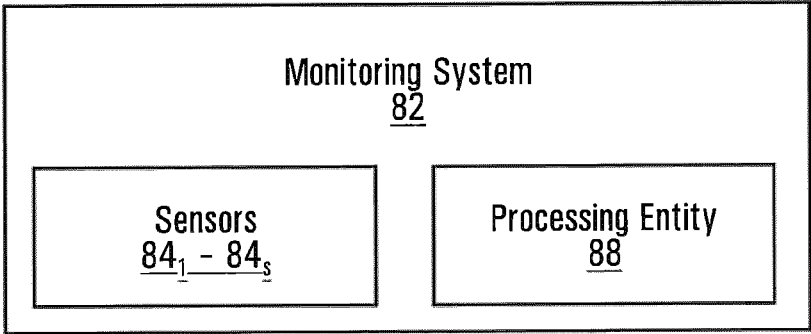 Monitoring System
82
Sensors
84₁ - 84ₛ
Processing Entity
88